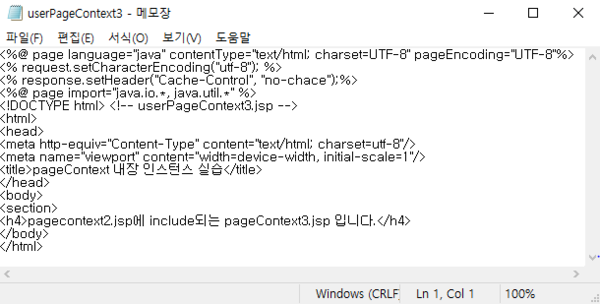 userPageContext3 - 메모장
파일(F) 편집(E) 서식(O) 보기(V) 도움말
<%@ page language="java" contentType="text/html; charset=UTF-8" pageEncoding="UTF-8"%>
<% request.setCharacterEncoding("utf-8"); %>
<% response.setHeader("Cache-Control", "no-chace");%>
<%@ page import="java.io.*, java.util.*" %>
<!DOCTYPE html> <!-- userPageContext3.jsp -->
<html>
<head>
<meta http-equiv="Content-Type" content="text/html; charset=utf-8"/>
<meta name="viewport" content="width=device-width, initial-scale=1"/>
<title>pageContext 내장 인스턴스 실습</title>
</head>
<body>
<section>
<h4>pagecontext2.jsp에 include되는 pageContext3.jsp 입니다.</h4>
</body>
</html>
Windows (CRLF) Ln 1, Col 1 100%